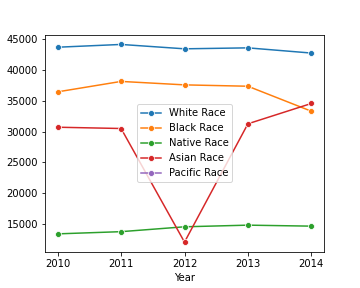 45000
40000
35000
30000
25000
20000
15000
White Race
Black Race
Native Race
Asian Race
Pacific Race
2010 2011 2012 2013 2014
Year